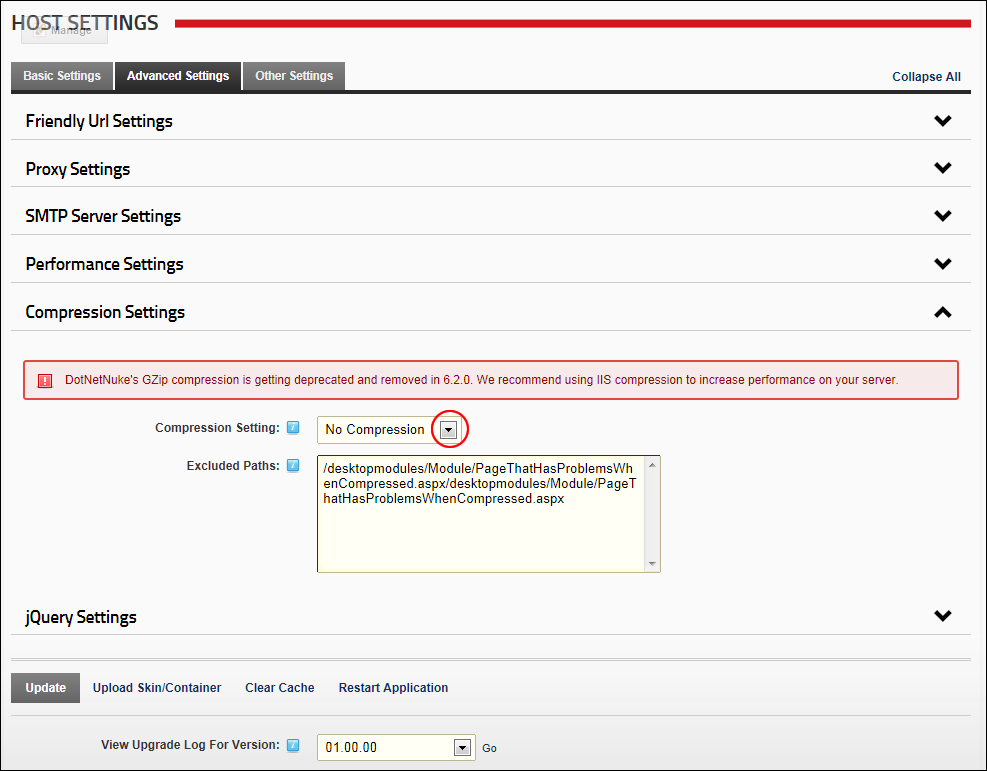 HOST SETTINGS
Manage
Basic Settings
Advanced Settings
Other Settings
Collapse All
Friendly Url Settings
Proxy Settings
SMTP Server Settings
Performance Settings
Compression Settings
DotNetNuke's GZip compression is getting deprecated and removed in 6.2.0. We recommend using IIS compression to increase performance on your server.
Compression Setting:
No Compression
Excluded Paths:
/desktopmodules/Module/PageThatHasProblemsWh
enCompressed.aspx/desktopmodules/Module/PageT
hatHasProblemsWhenCompressed.aspx
jQuery Settings
Update
Upload Skin/Container
Clear Cache
Restart Application
View Upgrade Log For Version:
01.00.00
Go